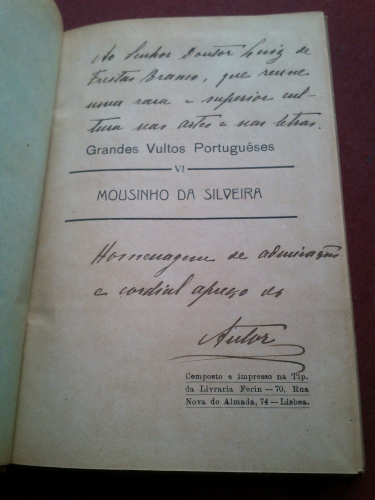 Ao Senhor Doutor Luiz de
Freitas Branco, que reune
uma rara e superior cul-
tura nas artes e nas letras.
Grandes Vultos Portuguêses
VI
MOUSINHO DA SILVEIRA
Homenagem de admiração
e cordial apreço do
Autor
Composto e impresso na Tip.
da Livraria Ferin — 70, Rua
Nova do Almada, 74 — Lisboa.